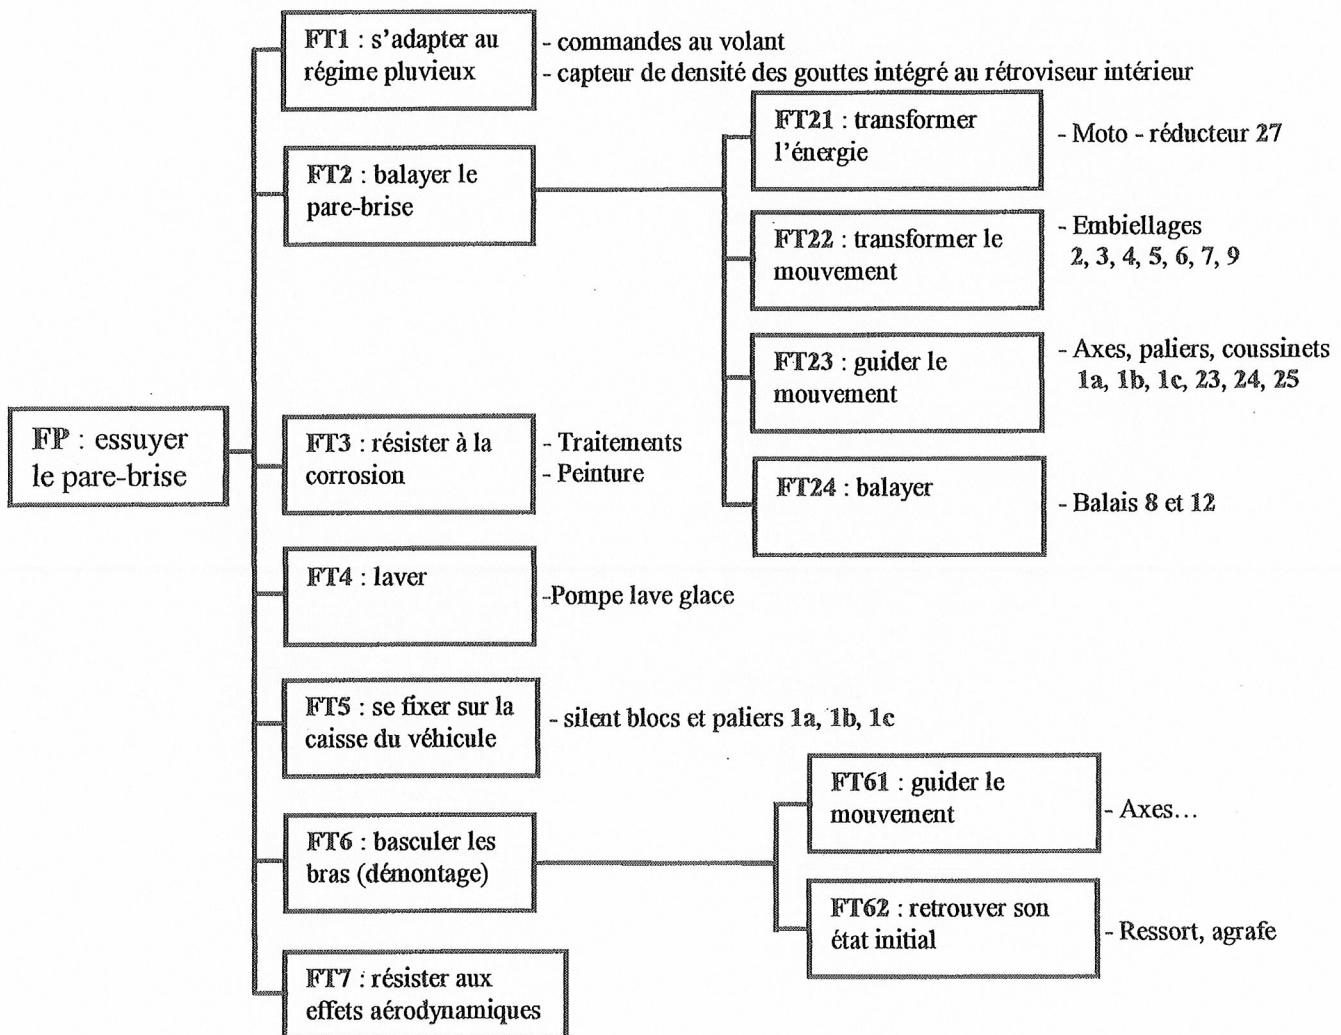 FT1 : s'adapter au
régime pluvieux
- commandes au volant
- capteur de densité des gouttes intégré au rétroviseur intérieur
FT2 : balayer le
pare-brise
FT21 : transformer
l'énergie
- Moto - réducteur 27
FT22 : transformer le
mouvement
- Embiellages
2, 3, 4, 5, 6, 7, 9
FT23 : guider le
mouvement
- Axes, paliers, coussinets
1a, 1b, 1c, 23, 24, 25
FT24 : balayer
- Balais 8 et 12
FP : essuyer
le pare-brise
FT3 : résister à la
corrosion
- Traitements
- Peinture
FT4 : laver
-Pompe lave glace
FT5 : se fixer sur la
caisse du véhicule
- silent blocs et paliers 1a, 1b, 1c
FT6 : basculer les
bras (démontage)
FT61 : guider le
mouvement
- Axes…
FT62 : retrouver son
état initial
- Ressort, agrafe
FT7 : résister aux
effets aérodynamiques